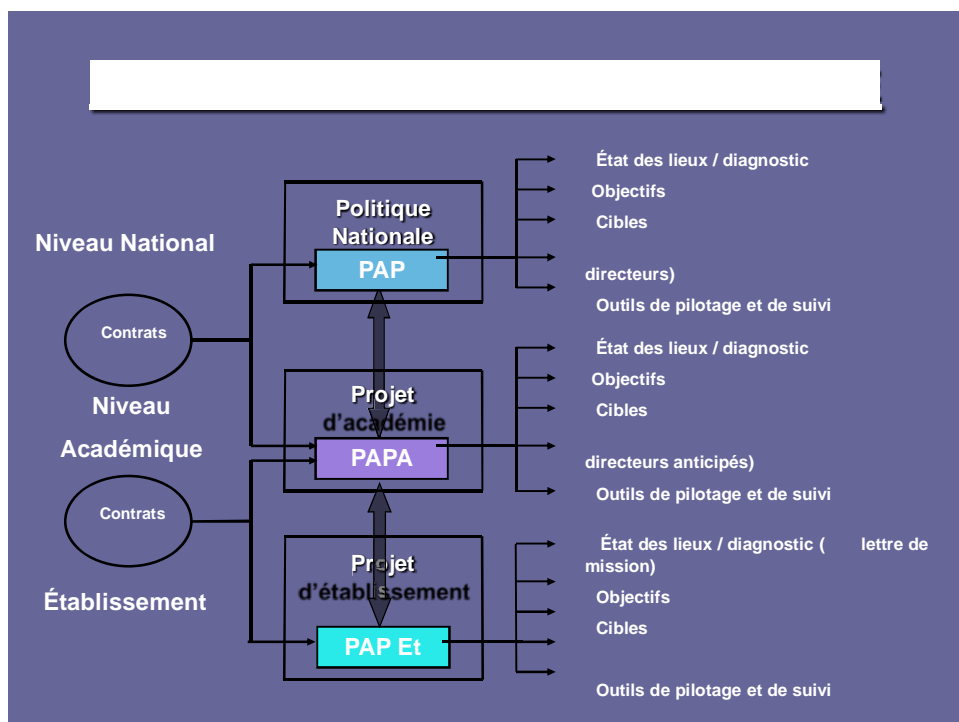 Niveau National
Contrats
Niveau
Académique
Contrats
Établissement
Politique
Nationale
PAP
Projet
d'académie
PAPA
Projet
d'établissement
PAP Et
État des lieux / diagnostic
Objectifs
Cibles
directeurs)
Outils de pilotage et de suivi
État des lieux / diagnostic
Objectifs
Cibles
directeurs anticipés)
Outils de pilotage et de suivi
État des lieux / diagnostic ( lettre de
mission)
Objectifs
Cibles
Outils de pilotage et de suivi